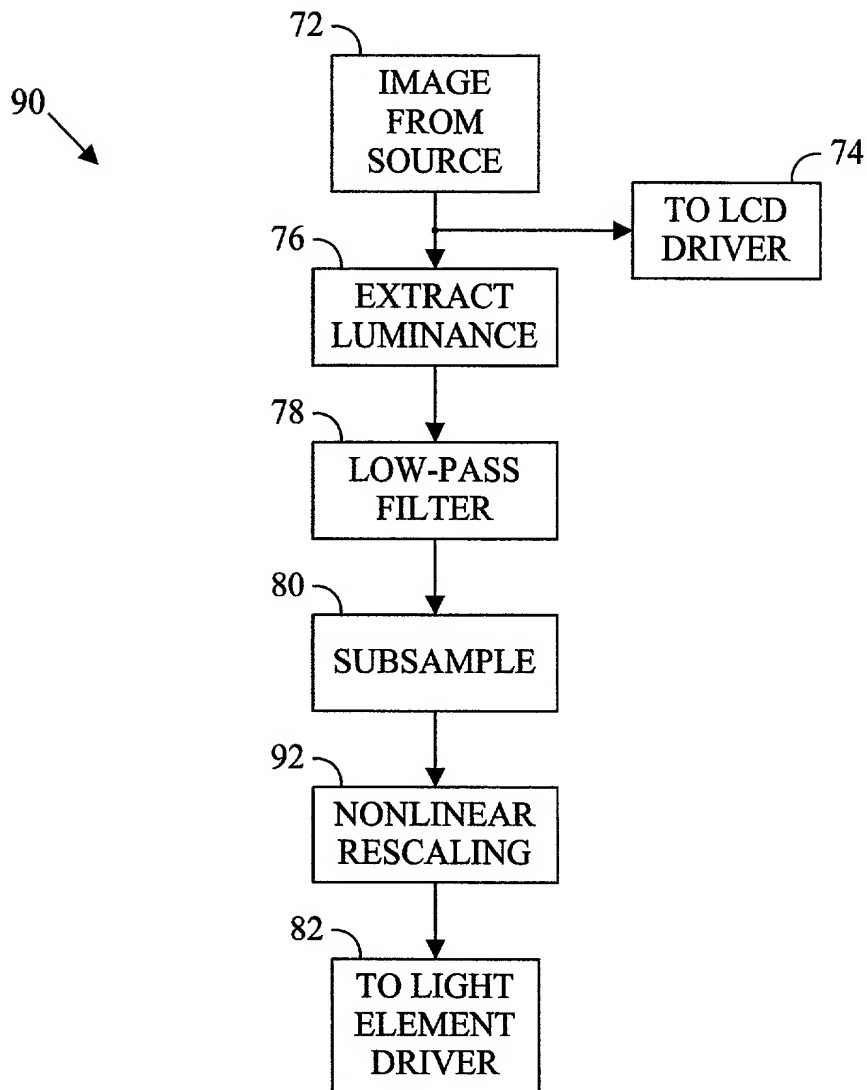 72
IMAGE
FROM
SOURCE
90
74
TO LCD
DRIVER
76
EXTRACT
LUMINANCE
78
LOW-PASS
FILTER
80
SUBSAMPLE
92
NONLINEAR
RESCALING
82
TO LIGHT
ELEMENT
DRIVER